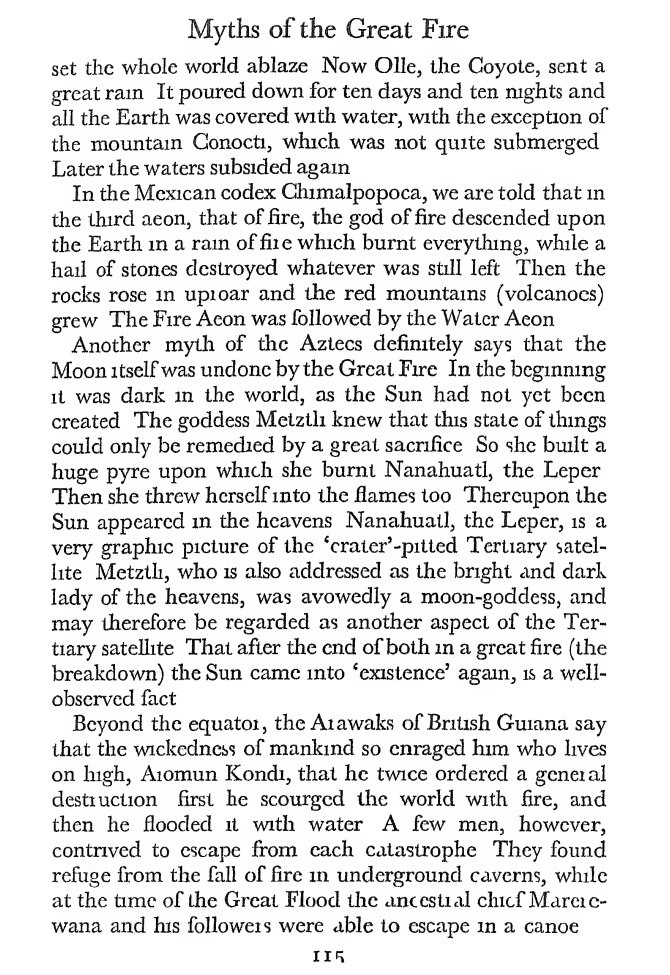 Myths of the Great Fire
set the whole world ablaze Now Olle, the Coyote, sent a
great rain It poured down for ten days and ten nights and
all the Earth was covered with water, with the exception of
the mountain Conocti, which was not quite submerged
Later the waters subsided again
In the Mexican codex Chimalpopoca, we are told that in
the third aeon, that of fire, the god of fire descended upon
the Earth in a rain of fire which burnt everything, while a
hail of stones destroyed whatever was still left Then the
rocks rose in uproar and the red mountains (volcanoes)
grew The Fire Aeon was followed by the Water Aeon
Another myth of the Aztecs definitely says that the
Moon itself was undone by the Great Fire In the beginning
it was dark in the world, as the Sun had not yet been
created The goddess Metztli knew that this state of things
could only be remedied by a great sacrifice So she built a
huge pyre upon which she burnt Nanahuatl, the Leper
Then she threw herself into the flames too Thereupon the
Sun appeared in the heavens Nanahuatl, the Leper, is a
very graphic picture of the ‘crater’-pitted Tertiary satel-
lite Metztli, who is also addressed as the bright and dark
lady of the heavens, was avowedly a moon-goddess, and
may therefore be regarded as another aspect of the Ter-
tiary satellite That after the end of both in a great fire (the
breakdown) the Sun came into ‘existence’ again, is a well-
observed fact
Beyond the equator, the Arawaks of British Guiana say
that the wickedness of mankind so enraged him who lives
on high, Aiomun Kondi, that he twice ordered a general
destruction first he scourged the world with fire, and
then he flooded it with water A few men, however,
contrived to escape from each catastrophe They found
refuge from the fall of fire in underground caverns, while
at the time of the Great Flood the ancestral chief Mareie-
wana and his followers were able to escape in a canoe
115